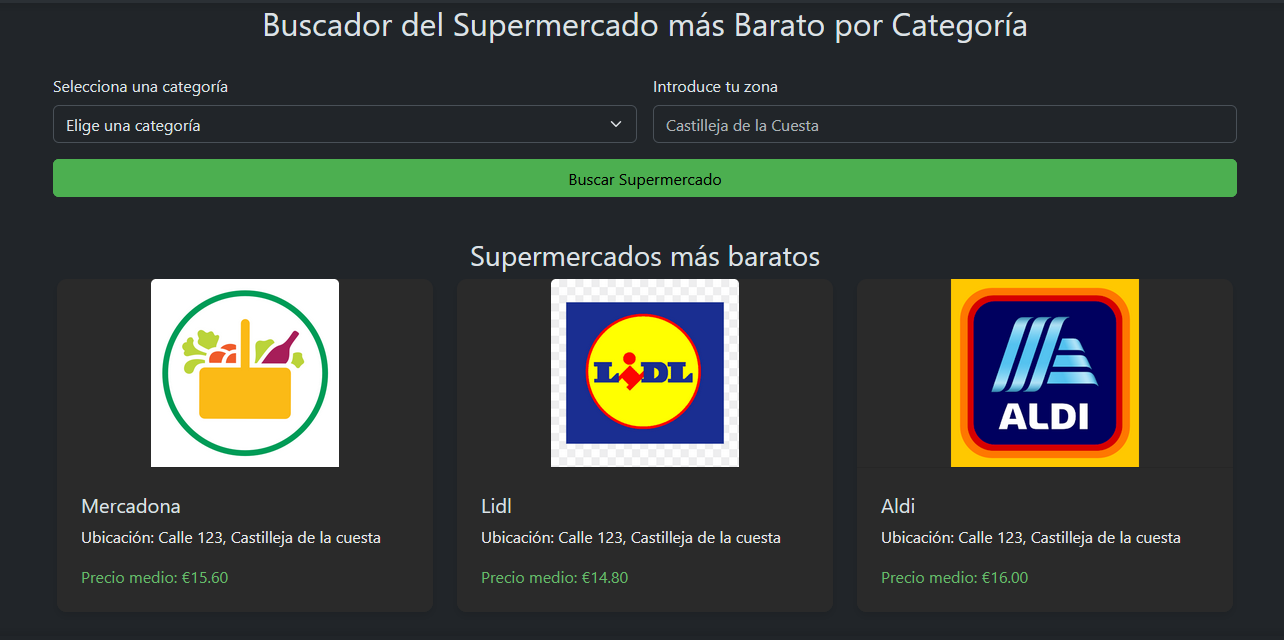 Buscador del Supermercado más Barato por Categoría
Selecciona una categoría
Introduce tu zona
Elige una categoría
Castilleja de la Cuesta
Buscar Supermercado
Supermercados más baratos
LIDL
ALDI
Mercadona
Ubicación: Calle 123, Castilleja de la cuesta
Precio medio: €15.60
Lidl
Ubicación: Calle 123, Castilleja de la cuesta
Precio medio: €14.80
Aldi
Ubicación: Calle 123, Castilleja de la cuesta
Precio medio: €16.00